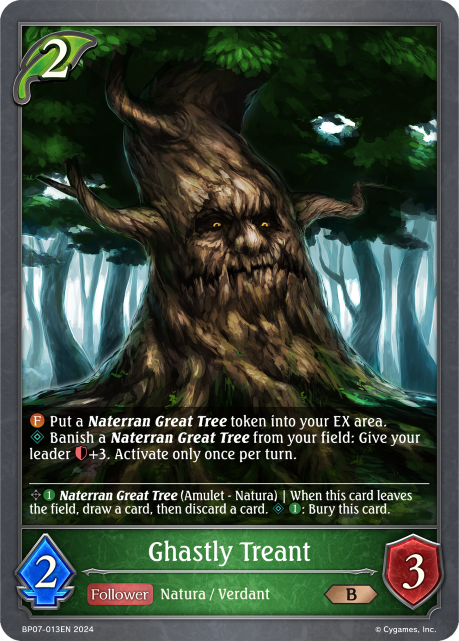 2
F Put a Naterran Great Tree token into your EX area.
Banish a Naterran Great Tree from your field: Give your
leader +3. Activate only once per turn.
1 Naterran Great Tree (Amulet - Natura) | When this card leaves
the field, draw a card, then discard a card. 1: Bury this card.
Ghastly Treant
2
Follower Natura / Verdant
B
3
BP07-013EN 2024
© Cygames, Inc.